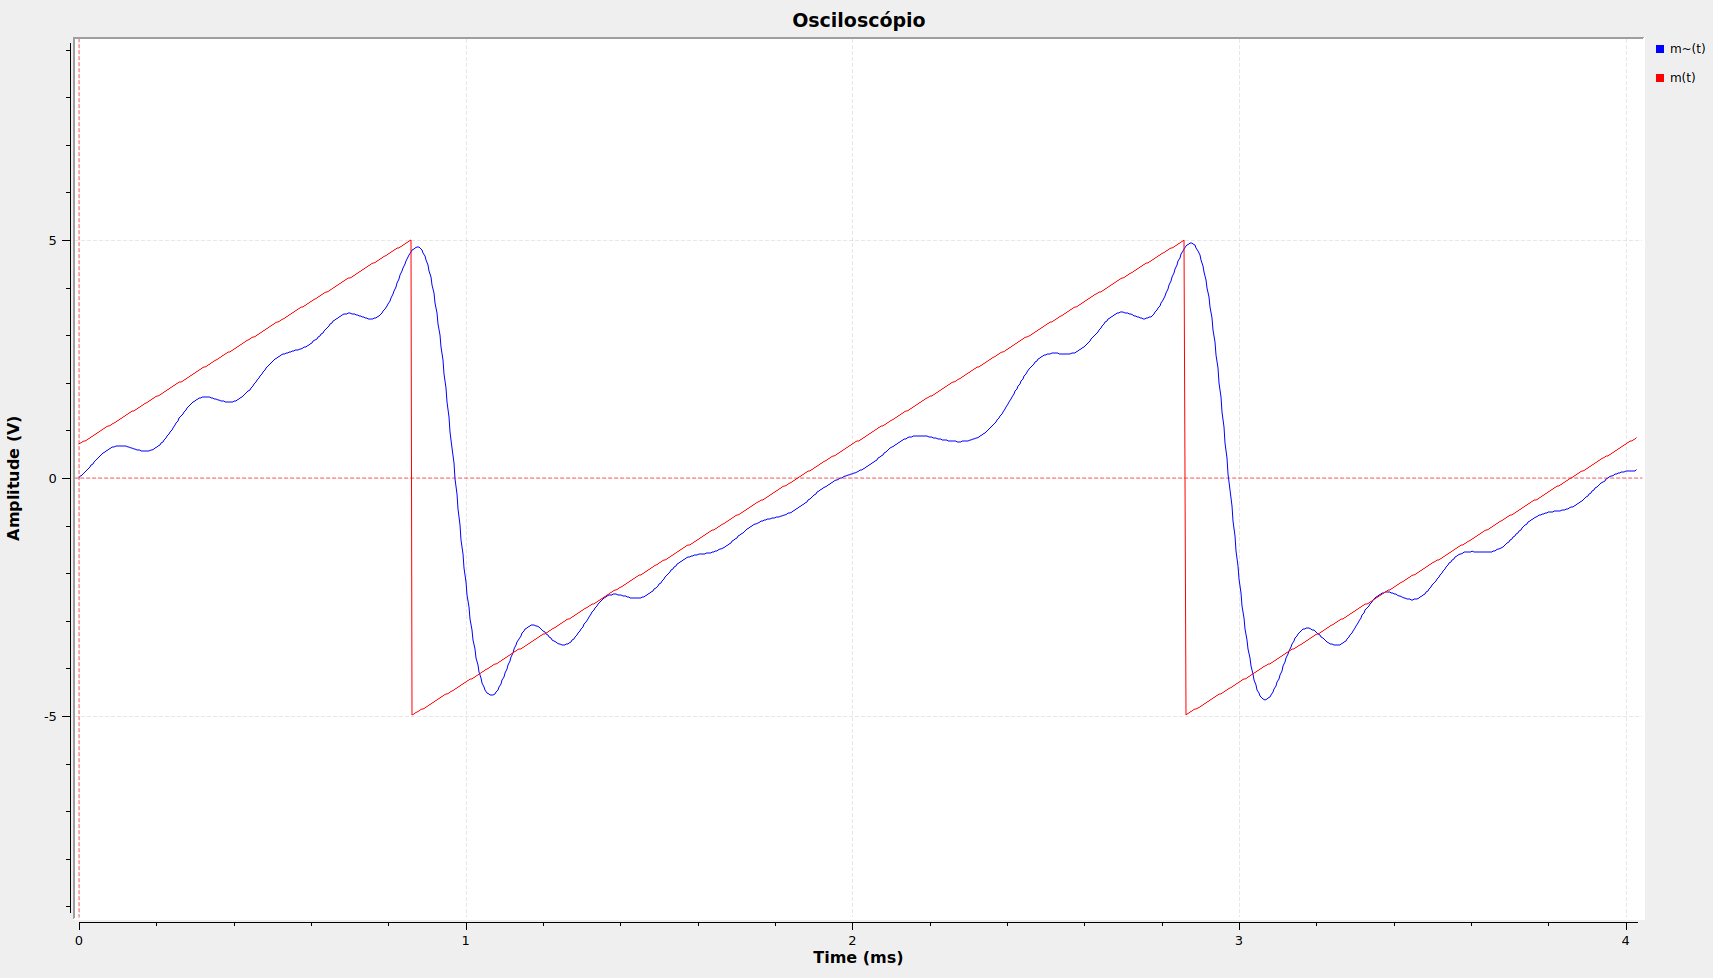 Osciloscópio
m~(t)
m(t)
Amplitude (V)
5
0
-5
0 1 2 3 4
Time (ms)